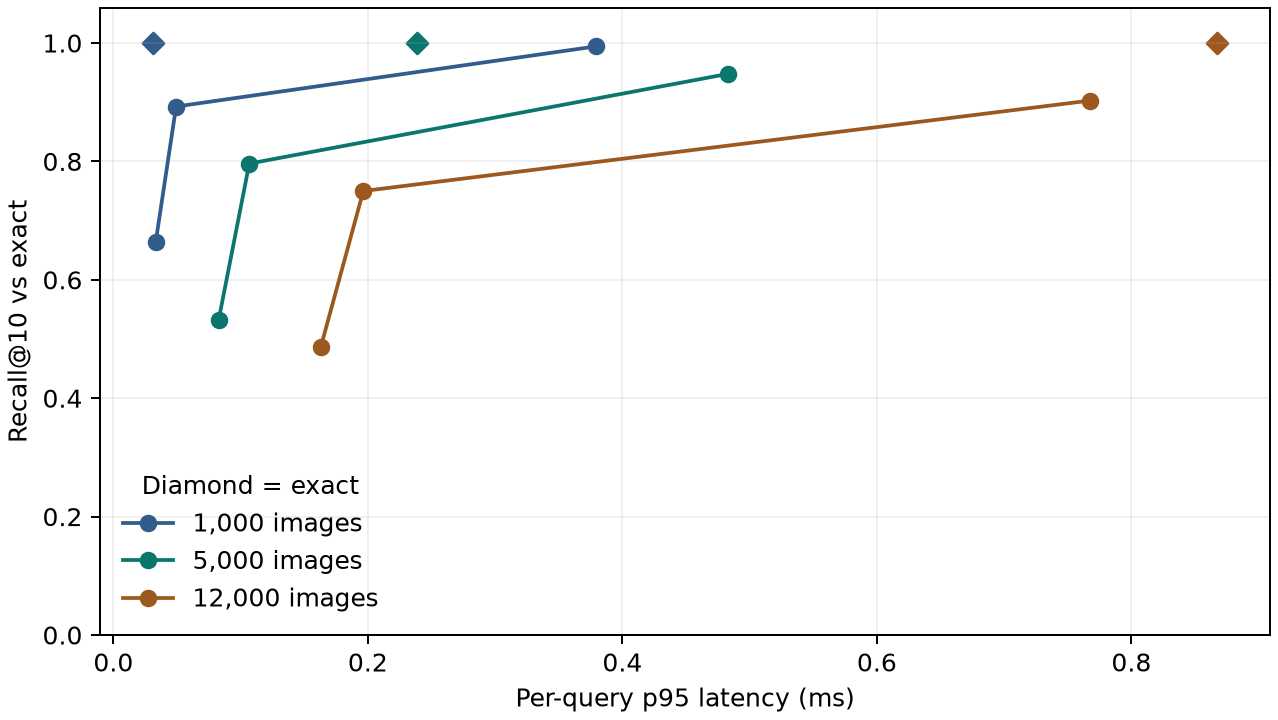 1.0
0.8
0.6
0.4
0.2
0.0
Recall@10 vs exact
Diamond = exact
1,000 images
5,000 images
12,000 images
0.0 0.2 0.4 0.6 0.8
Per-query p95 latency (ms)